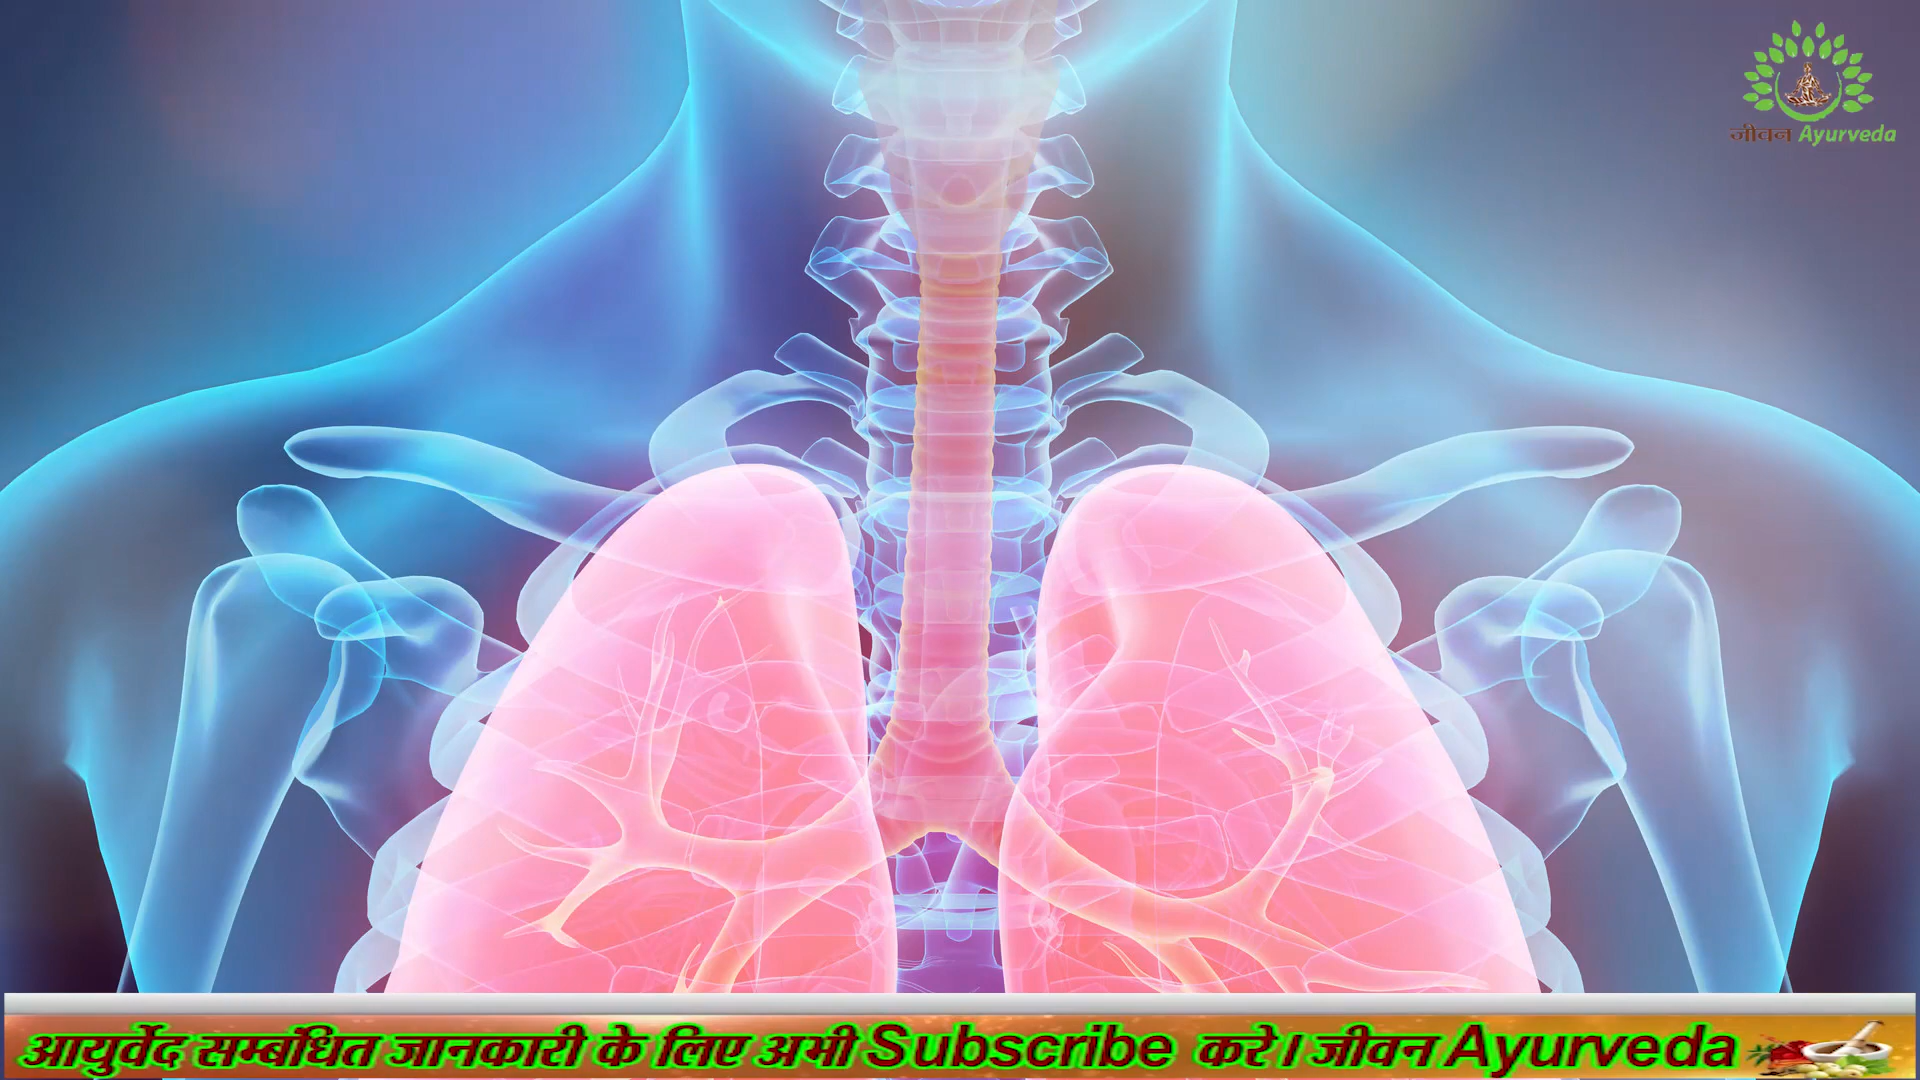 जीवन Ayurveda
आयुर्वेद सम्बंधित जानकारी के लिए अभी Subscribe करे। जीवन Ayurveda